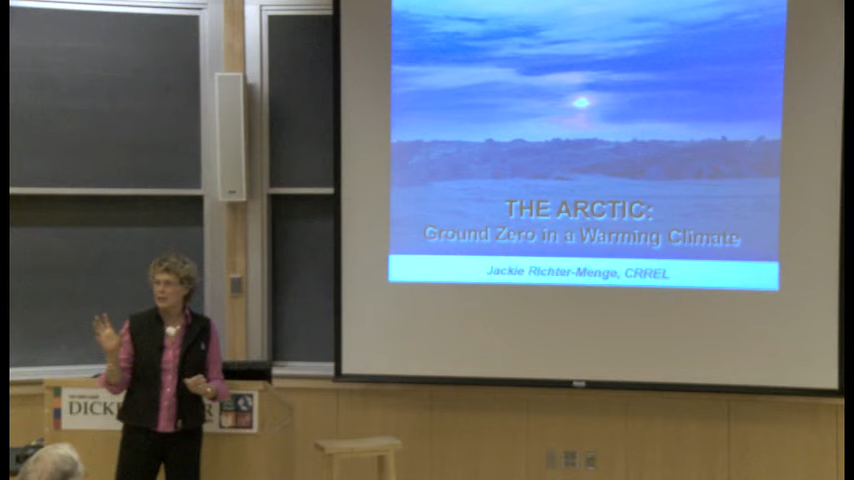 THE ARCTIC:
Ground Zero in a Warming Climate
Jackie Richter-Menge, CRREL
DICK